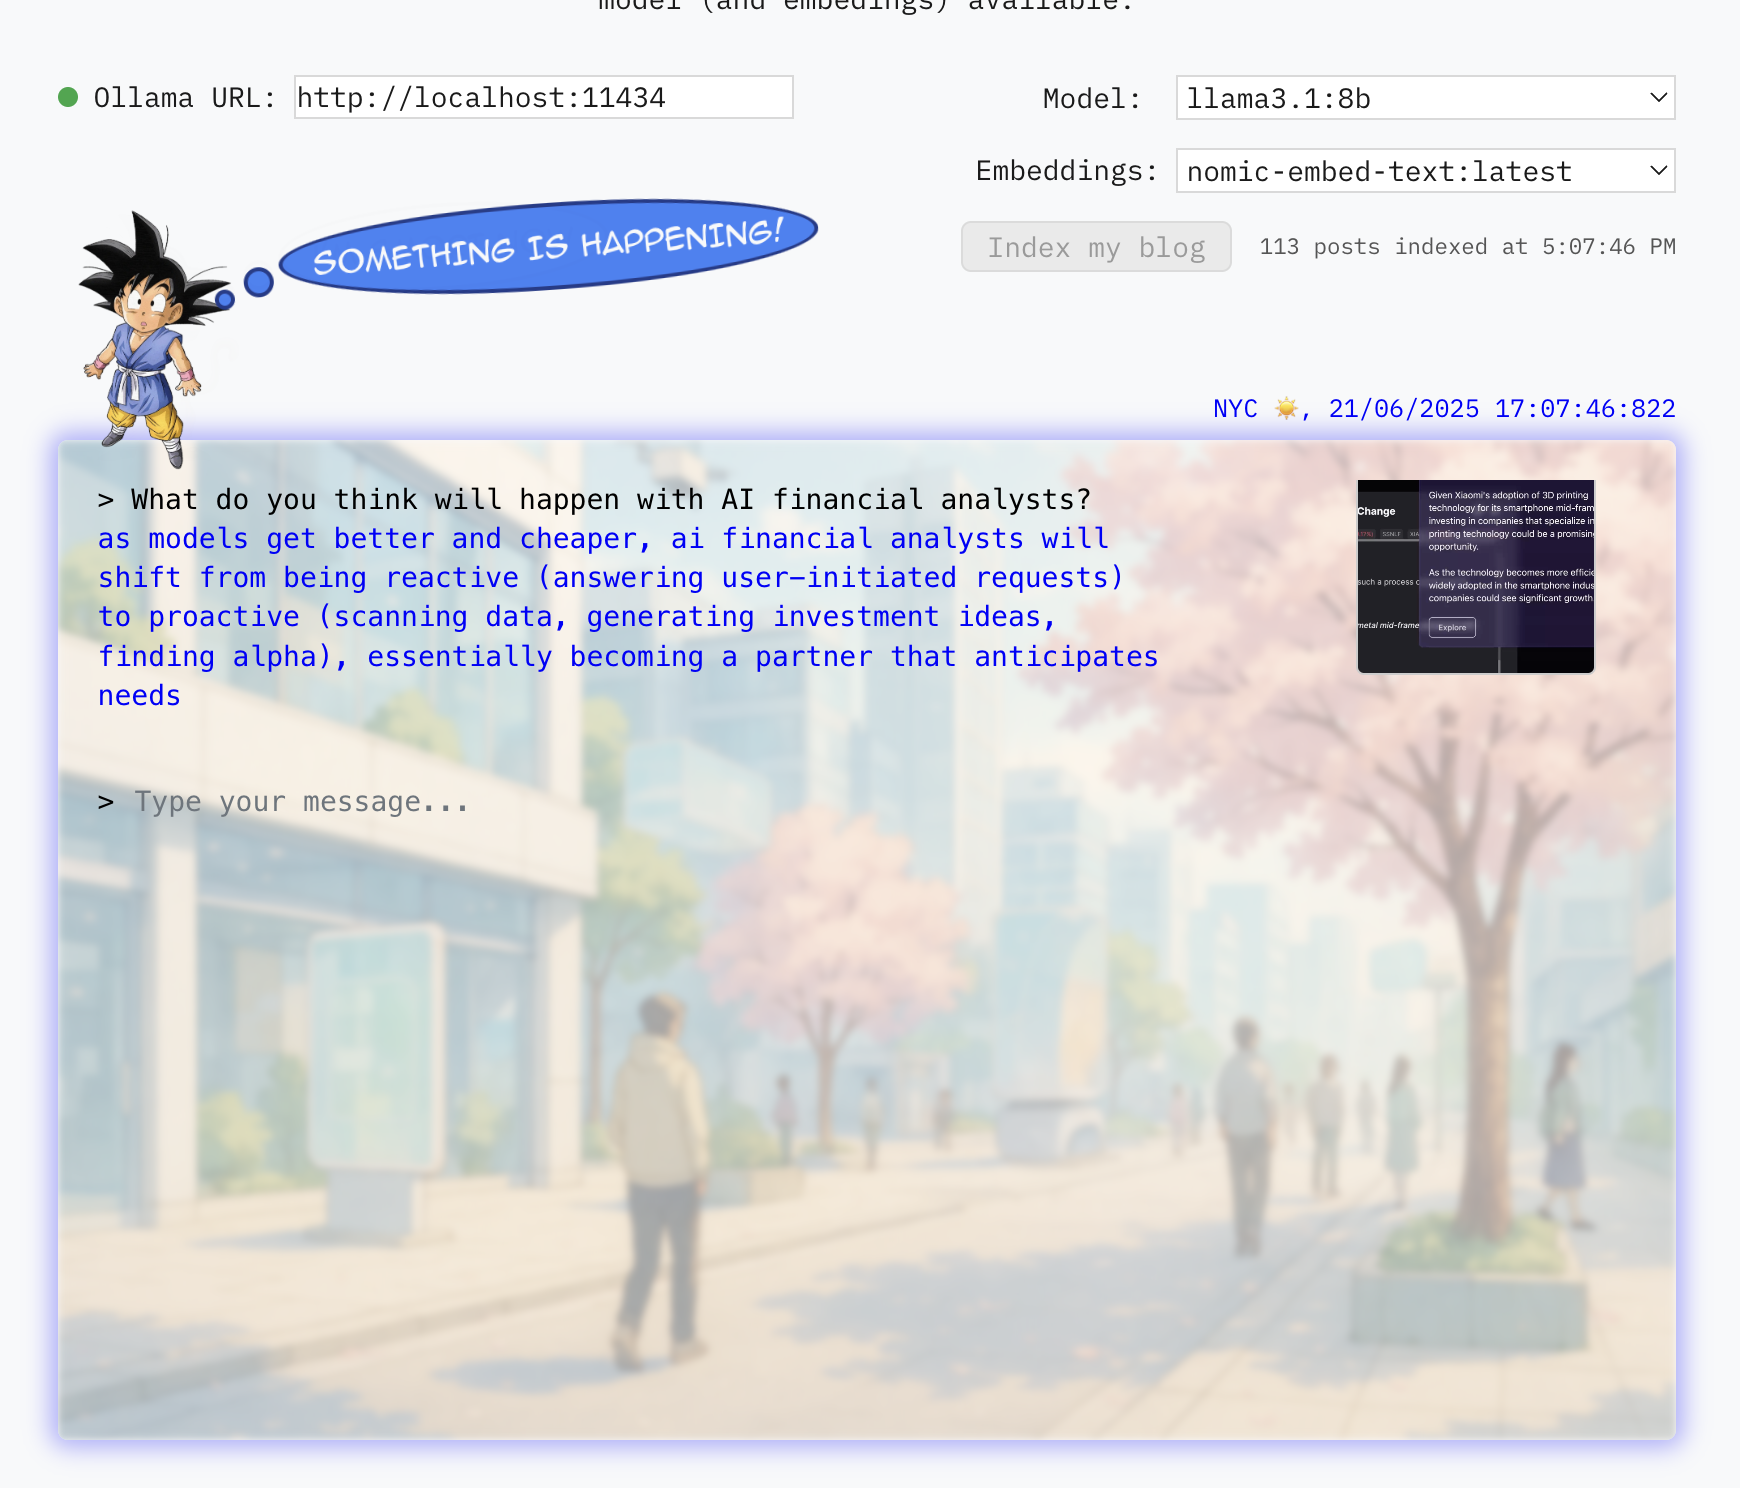 model (and embedings) available.
Ollama URL: http://localhost:11434
Model: llama3.1:8b
Embeddings: nomic-embed-text:latest
SOMETHING IS HAPPENING!
Index my blog 113 posts indexed at 5:07:46 PM
NYC ☀️, 21/06/2025 17:07:46:822
> What do you think will happen with AI financial analysts?
as models get better and cheaper, ai financial analysts will
shift from being reactive (answering user-initiated requests)
to proactive (scanning data, generating investment ideas,
finding alpha), essentially becoming a partner that anticipates
needs
Change
SSNLF XIA
such a process
metal mid-frame
Given Xiaomi's adoption of 3D printing
technology for its smartphone mid-fram
investing in companies that specialize in
printing technology could be a promising
opportunity.
As the technology becomes more efficie
widely adopted in the smartphone indus
companies could see significant growth
Explore
> Type your message...